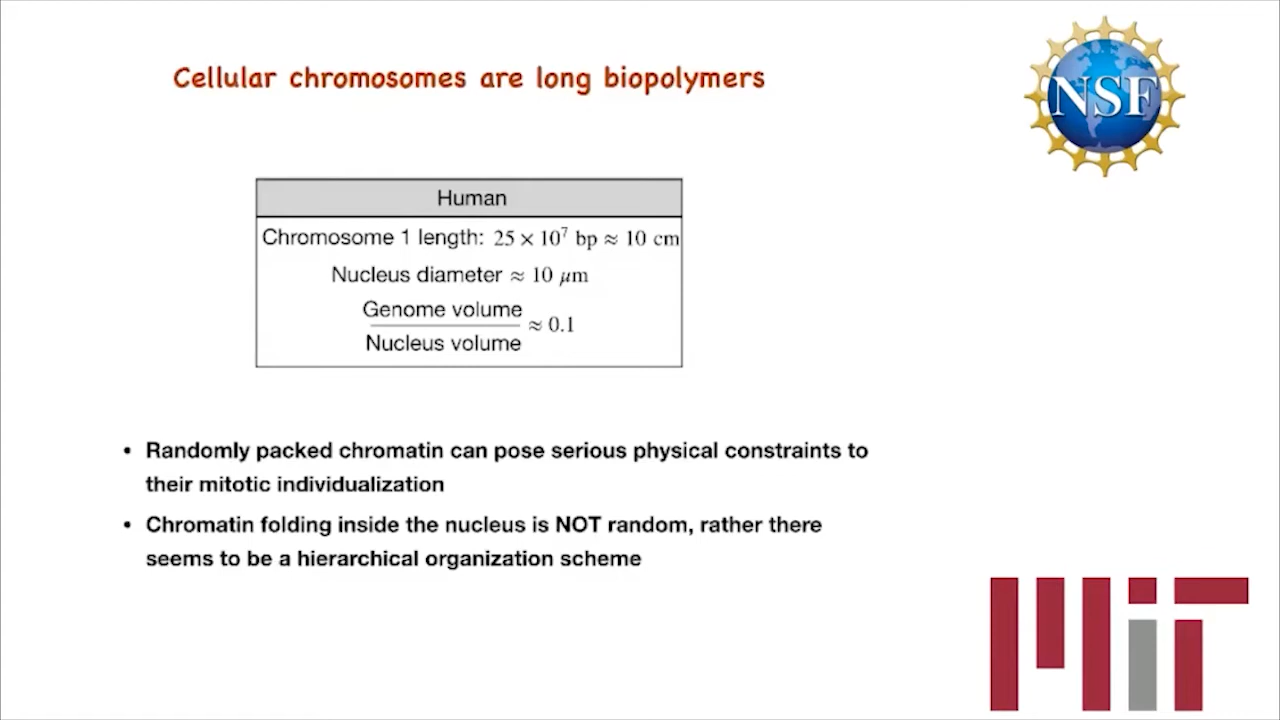 Cellular chromosomes are long biopolymers
NSF
Human
Chromosome 1 length: 25 × 10⁷ bp ≈ 10 cm
Nucleus diameter ≈ 10 μm
Genome volume
≈ 0.1
Nucleus volume
• Randomly packed chromatin can pose serious physical constraints to
their mitotic individualization
• Chromatin folding inside the nucleus is NOT random, rather there
seems to be a hierarchical organization scheme
MIT